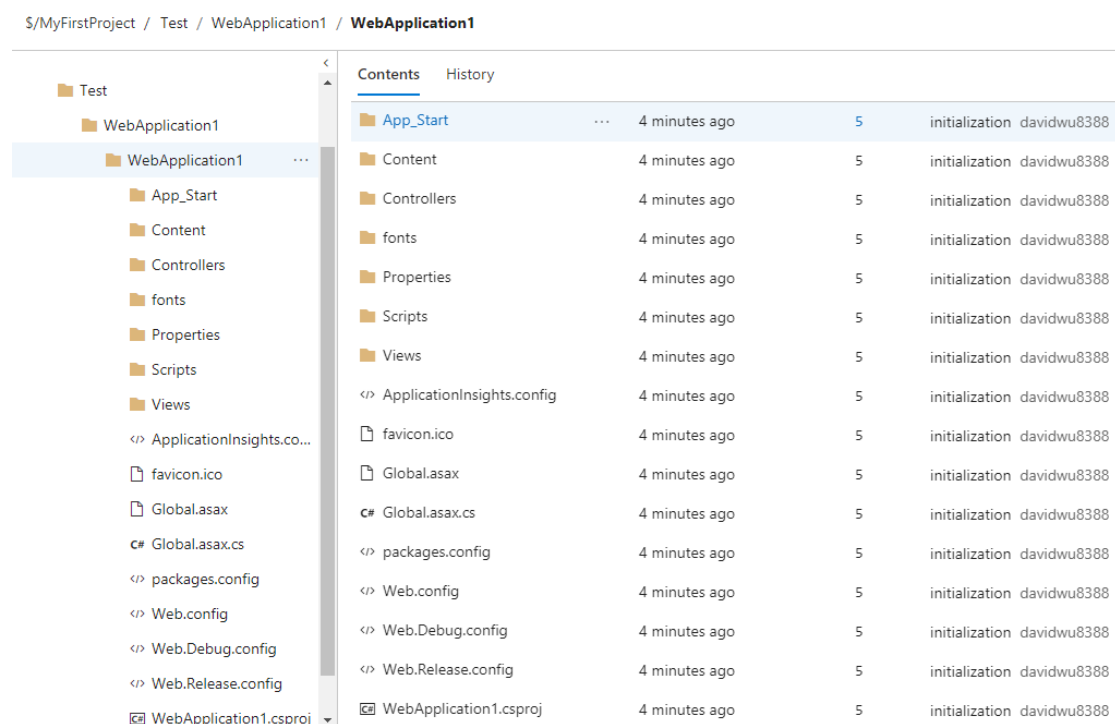 $/MyFirstProject / Test / WebApplication1 / WebApplication1
Test
WebApplication1
WebApplication1 ...
App_Start
Content
Controllers
fonts
Properties
Scripts
Views
ApplicationInsights.co...
favicon.ico
Global.asax
C# Global.asax.cs
packages.config
Web.config
Web.Debug.config
Web.Release.config
C# WebApplication1.csproj
Contents History
App_Start ... 4 minutes ago 5 initialization davidwu8388
Content 4 minutes ago 5 initialization davidwu8388
Controllers 4 minutes ago 5 initialization davidwu8388
fonts 4 minutes ago 5 initialization davidwu8388
Properties 4 minutes ago 5 initialization davidwu8388
Scripts 4 minutes ago 5 initialization davidwu8388
Views 4 minutes ago 5 initialization davidwu8388
</> ApplicationInsights.config 4 minutes ago 5 initialization davidwu8388
favicon.ico 4 minutes ago 5 initialization davidwu8388
Global.asax 4 minutes ago 5 initialization davidwu8388
C# Global.asax.cs 4 minutes ago 5 initialization davidwu8388
</> packages.config 4 minutes ago 5 initialization davidwu8388
</> Web.config 4 minutes ago 5 initialization davidwu8388
</> Web.Debug.config 4 minutes ago 5 initialization davidwu8388
</> Web.Release.config 4 minutes ago 5 initialization davidwu8388
C# WebApplication1.csproj 4 minutes ago 5 initialization davidwu8388